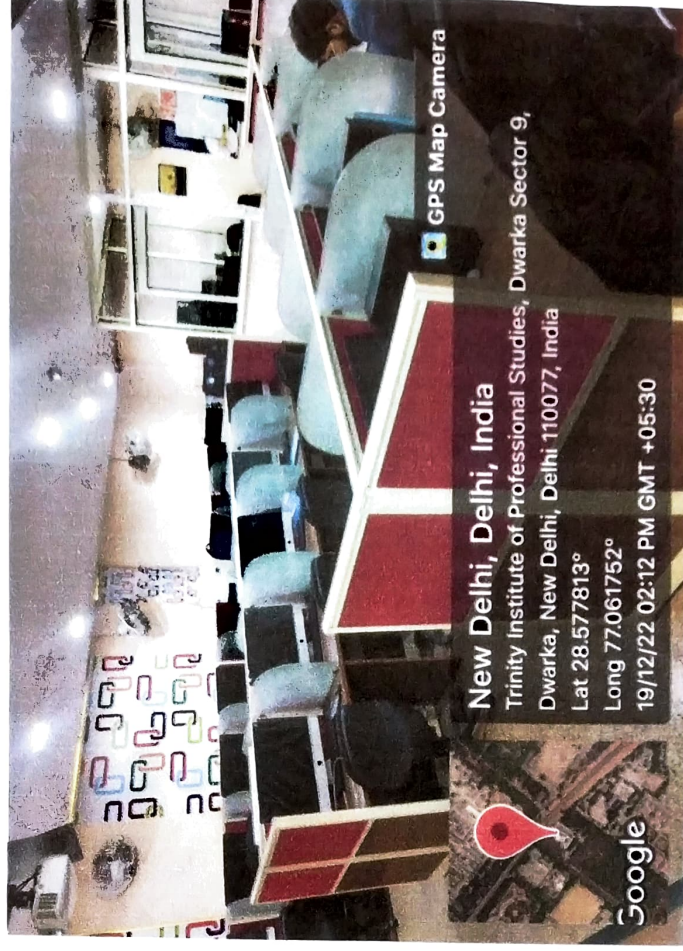 GPS Map Camera
New Delhi, Delhi, India
Trinity Institute of Professional Studies, Dwarka Sector 9,
Dwarka, New Delhi, Delhi 110077, India
Lat 28.577813°
Long 77.061752°
19/12/22 02:12 PM GMT +05:30
Google